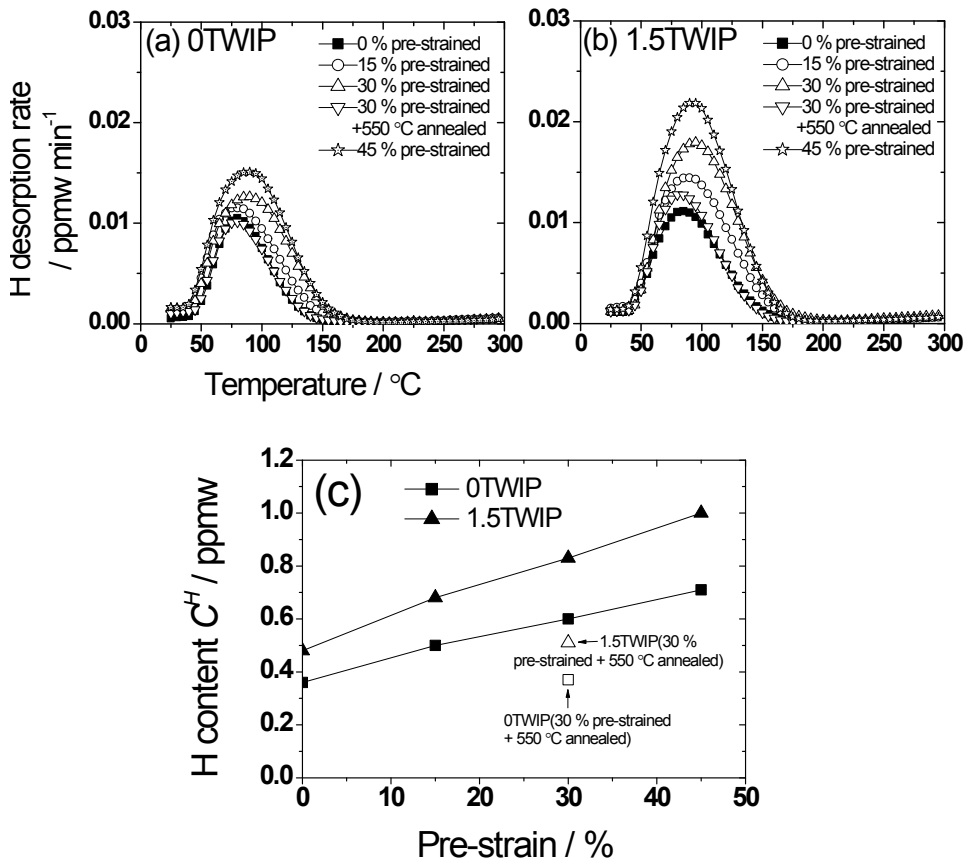 (a) 0TWIP
0 % pre-strained
15 % pre-strained
30 % pre-strained
30 % pre-strained
+550 °C annealed
45 % pre-strained
0.03
0.02
0.01
0.00
0 50 100 150 200 250 300
H desorption rate
/ ppmw min⁻¹
Temperature / °C
(b) 1.5TWIP
0 % pre-strained
15 % pre-strained
30 % pre-strained
30 % pre-strained
+550 °C annealed
45 % pre-strained
0.03
0.02
0.01
0.00
0 50 100 150 200 250 300
(c)
0TWIP
1.5TWIP
1.2
1.0
0.8
0.6
0.4
0.2
0.0
H content Cᴴ / ppmw
1.5TWIP(30 %
pre-strained + 550 °C annealed)
0TWIP(30 % pre-strained
+ 550 °C annealed)
0 10 20 30 40 50
Pre-strain / %